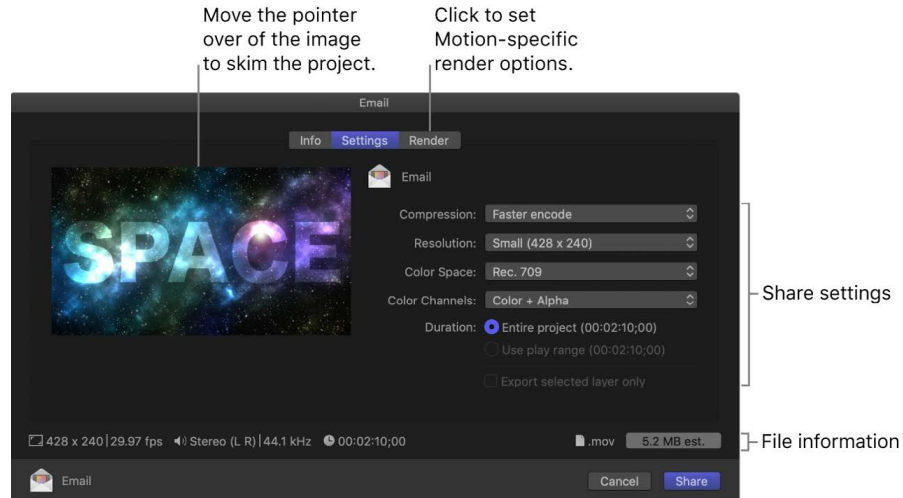 Move the pointer
over of the image
to skim the project.
Click to set
Motion-specific
render options.
Email
Info Settings Render
SPACE
Email
Compression: Faster encode
Resolution: Small (428 x 240)
Color Space: Rec. 709
Color Channels: Color + Alpha
Duration: Entire project (00:02:10;00)
Use play range (00:02:10;00)
Export selected layer only
Share settings
428 x 240 | 29.97 fps Stereo (L R) | 44.1 kHz 00:02:10;00 .mov 5.2 MB est.
File information
Email Cancel Share